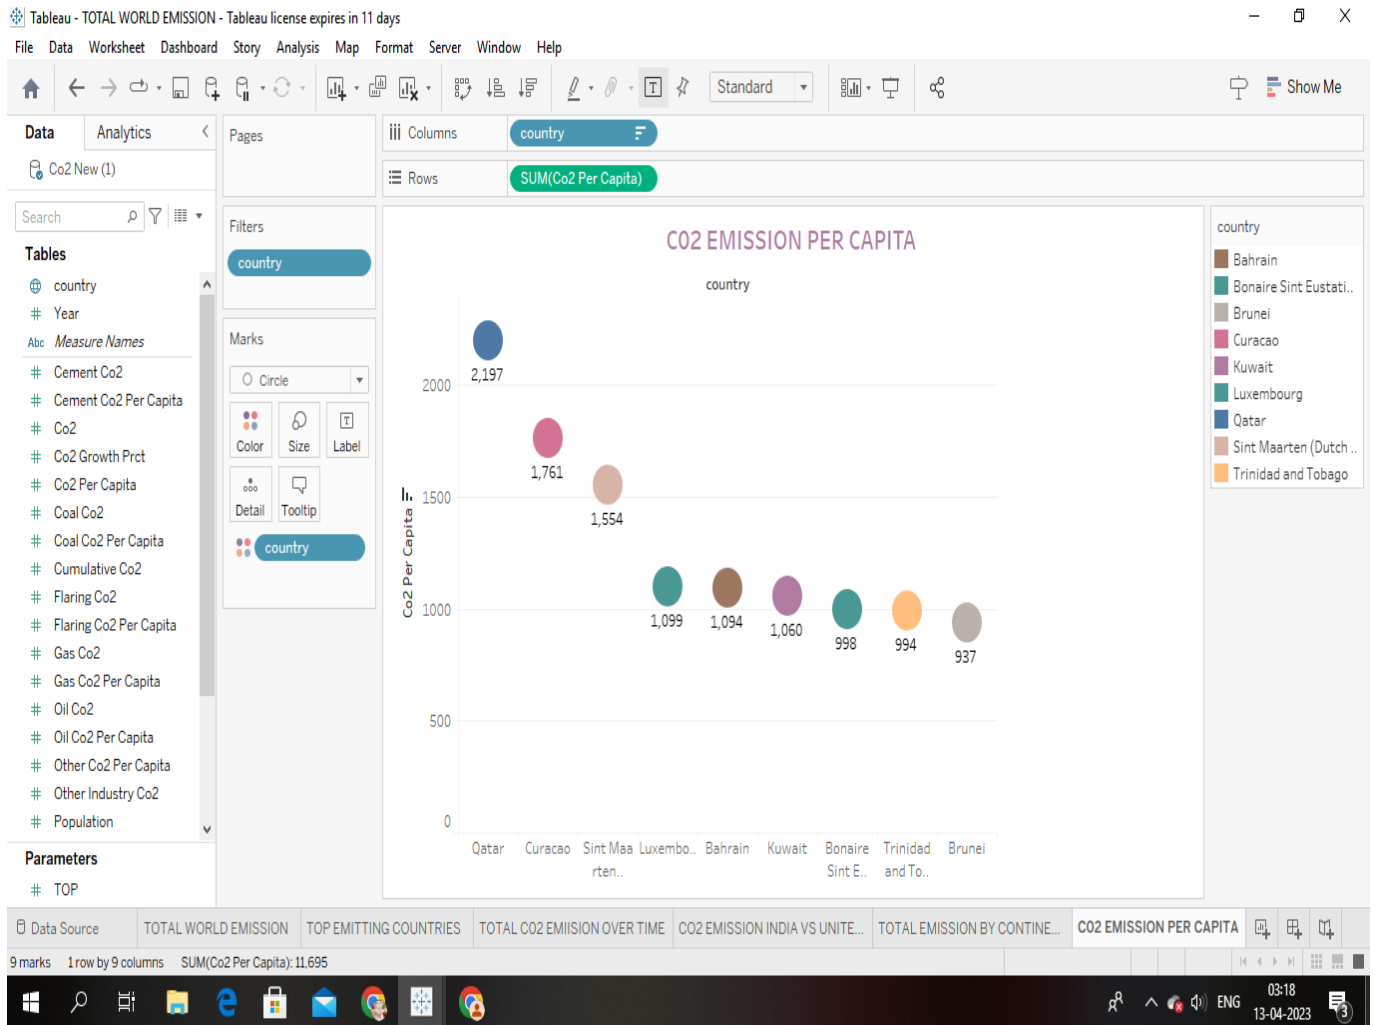 Tableau - TOTAL WORLD EMISSION - Tableau license expires in 11 days
File Data Worksheet Dashboard Story Analysis Map Format Server Window Help
Standard
Show Me
Data Analytics
Co2 New (1)
Search
Tables
country
Year
Abc Measure Names
Cement Co2
Cement Co2 Per Capita
Co2
Co2 Growth Prct
Co2 Per Capita
Coal Co2
Coal Co2 Per Capita
Cumulative Co2
Flaring Co2
Flaring Co2 Per Capita
Gas Co2
Gas Co2 Per Capita
Oil Co2
Oil Co2 Per Capita
Other Co2 Per Capita
Other Industry Co2
Population
Parameters
TOP
Pages
Filters
country
Marks
Circle
Color Size Label
Detail Tooltip
country
Columns country
Rows SUM(Co2 Per Capita)
C02 EMISSION PER CAPITA
country
Co2 Per Capita
2000
1500
1000
500
0
2,197
1,761
1,554
1,099
1,094
1,060
998
994
937
Qatar Curacao Sint Maa Luxembo.. Bahrain Kuwait Bonaire Trinidad Brunei
rten.. Sint E.. and To..
country
Bahrain
Bonaire Sint Eustati..
Brunei
Curacao
Kuwait
Luxembourg
Qatar
Sint Maarten (Dutch ..
Trinidad and Tobago
Data Source TOTAL WORLD EMISSION TOP EMITTING COUNTRIES TOTAL CO2 EMIISION OVER TIME CO2 EMISSION INDIA VS UNITE... TOTAL EMISSION BY CONTINE... CO2 EMISSION PER CAPITA
9 marks 1 row by 9 columns SUM(Co2 Per Capita): 11,695
ENG
03:18
13-04-2023
3